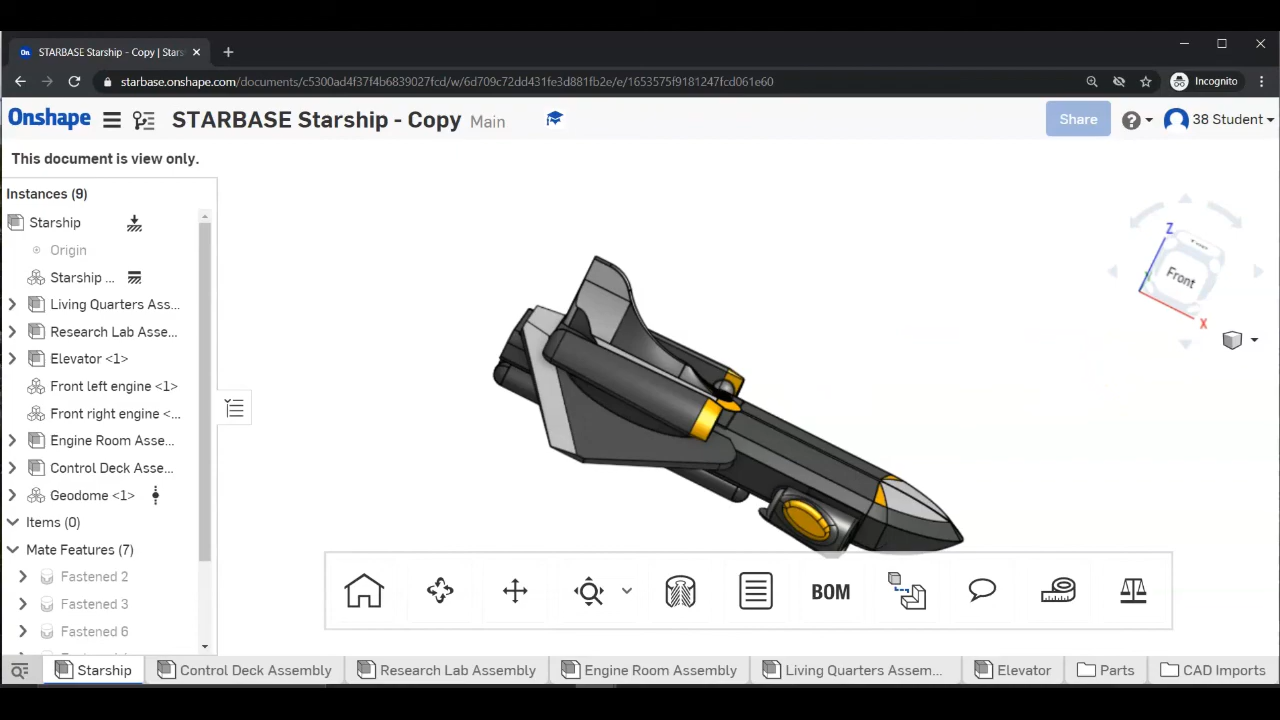 STARBASE Starship - Copy | Stars
starbase.onshape.com/documents/c5300ad4f37f4b6839027fcd/w/6d709c72dd431fe3d881fb2e/e/1653575f9181247fcd061e60
Incognito
Onshape
STARBASE Starship - Copy Main
Share
38 Student
This document is view only.
Instances (9)
Starship
Origin
Starship ...
Living Quarters Ass...
Research Lab Asse...
Elevator <1>
Front left engine <1>
Front right engine <...
Engine Room Asse...
Control Deck Asse...
Geodome <1>
Items (0)
Mate Features (7)
Fastened 2
Fastened 3
Fastened 6
Z
Front
X
BOM
Starship
Control Deck Assembly
Research Lab Assembly
Engine Room Assembly
Living Quarters Assem...
Elevator
Parts
CAD Imports